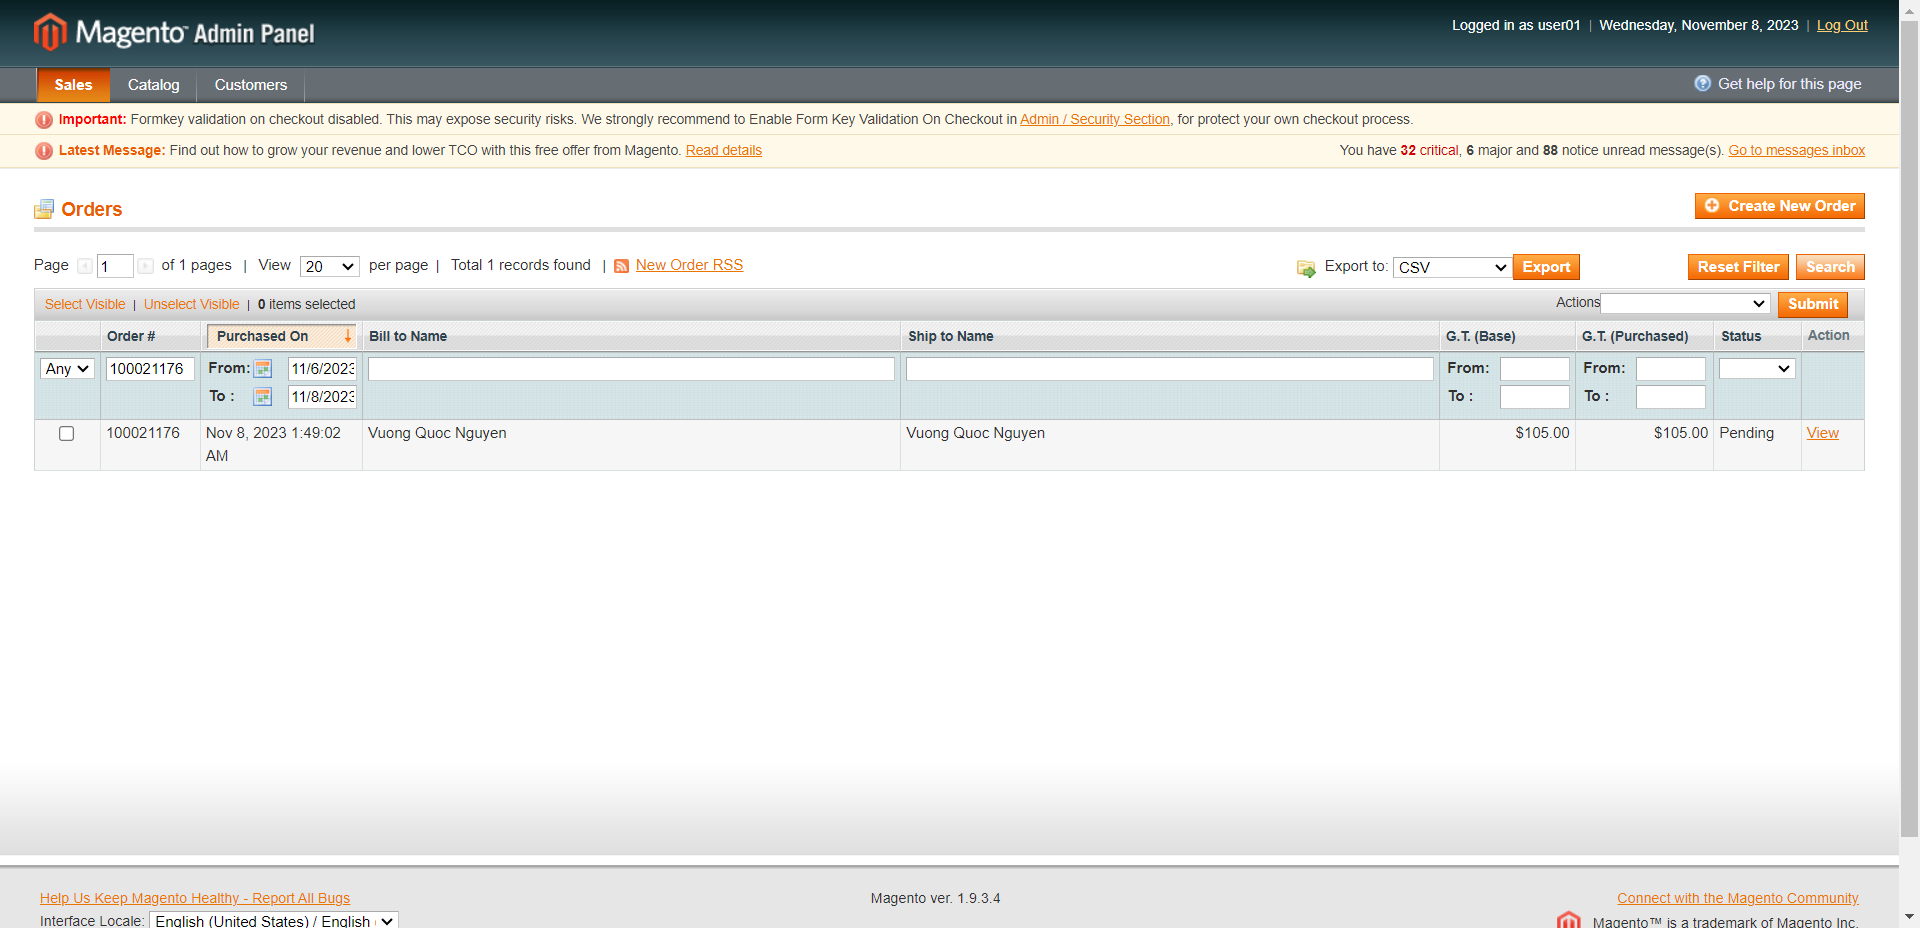 Magento™ Admin Panel
Logged in as user01 | Wednesday, November 8, 2023 | Log Out
Sales Catalog Customers Get help for this page
Important: Formkey validation on checkout disabled. This may expose security risks. We strongly recommend to Enable Form Key Validation On Checkout in Admin / Security Section, for protect your own checkout process.
Latest Message: Find out how to grow your revenue and lower TCO with this free offer from Magento. Read details You have 32 critical, 6 major and 88 notice unread message(s). Go to messages inbox
Orders Create New Order
Page 1 of 1 pages | View 20 per page | Total 1 records found | New Order RSS Export to: CSV Export Reset Filter Search
Select Visible | Unselect Visible | 0 items selected Actions Submit
Order # Purchased On Bill to Name Ship to Name G.T. (Base) G.T. (Purchased) Status Action
Any 100021176 From: 11/6/2023 From: From:
To : 11/8/2023 To : To :
100021176 Nov 8, 2023 1:49:02 AM Vuong Quoc Nguyen Vuong Quoc Nguyen $105.00 $105.00 Pending View
Help Us Keep Magento Healthy - Report All Bugs Magento ver. 1.9.3.4 Connect with the Magento Community
Interface Locale: English (United States) / English Magento™ is a trademark of Magento Inc.